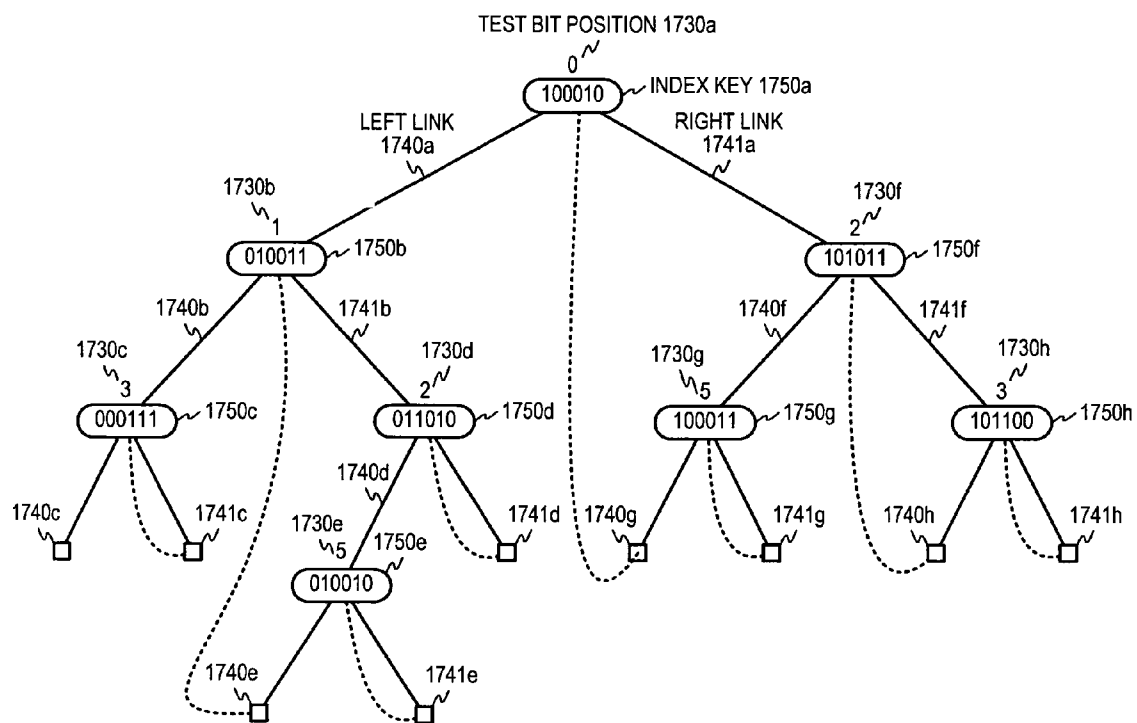 TEST BIT POSITION 1730a
0
100010
INDEX KEY 1750a
LEFT LINK
1740a
RIGHT LINK
1741a
1730b
1
010011
1750b
1730f
2
101011
1750f
1740b
1741b
1740f
1741f
1730c
3
000111
1750c
1730d
2
011010
1750d
1730g
5
100011
1750g
1730h
3
101100
1750h
1740c
1741c
1740d
1741d
1740g
1741g
1740h
1741h
1730e
5
1750e
010010
1740e
1741e